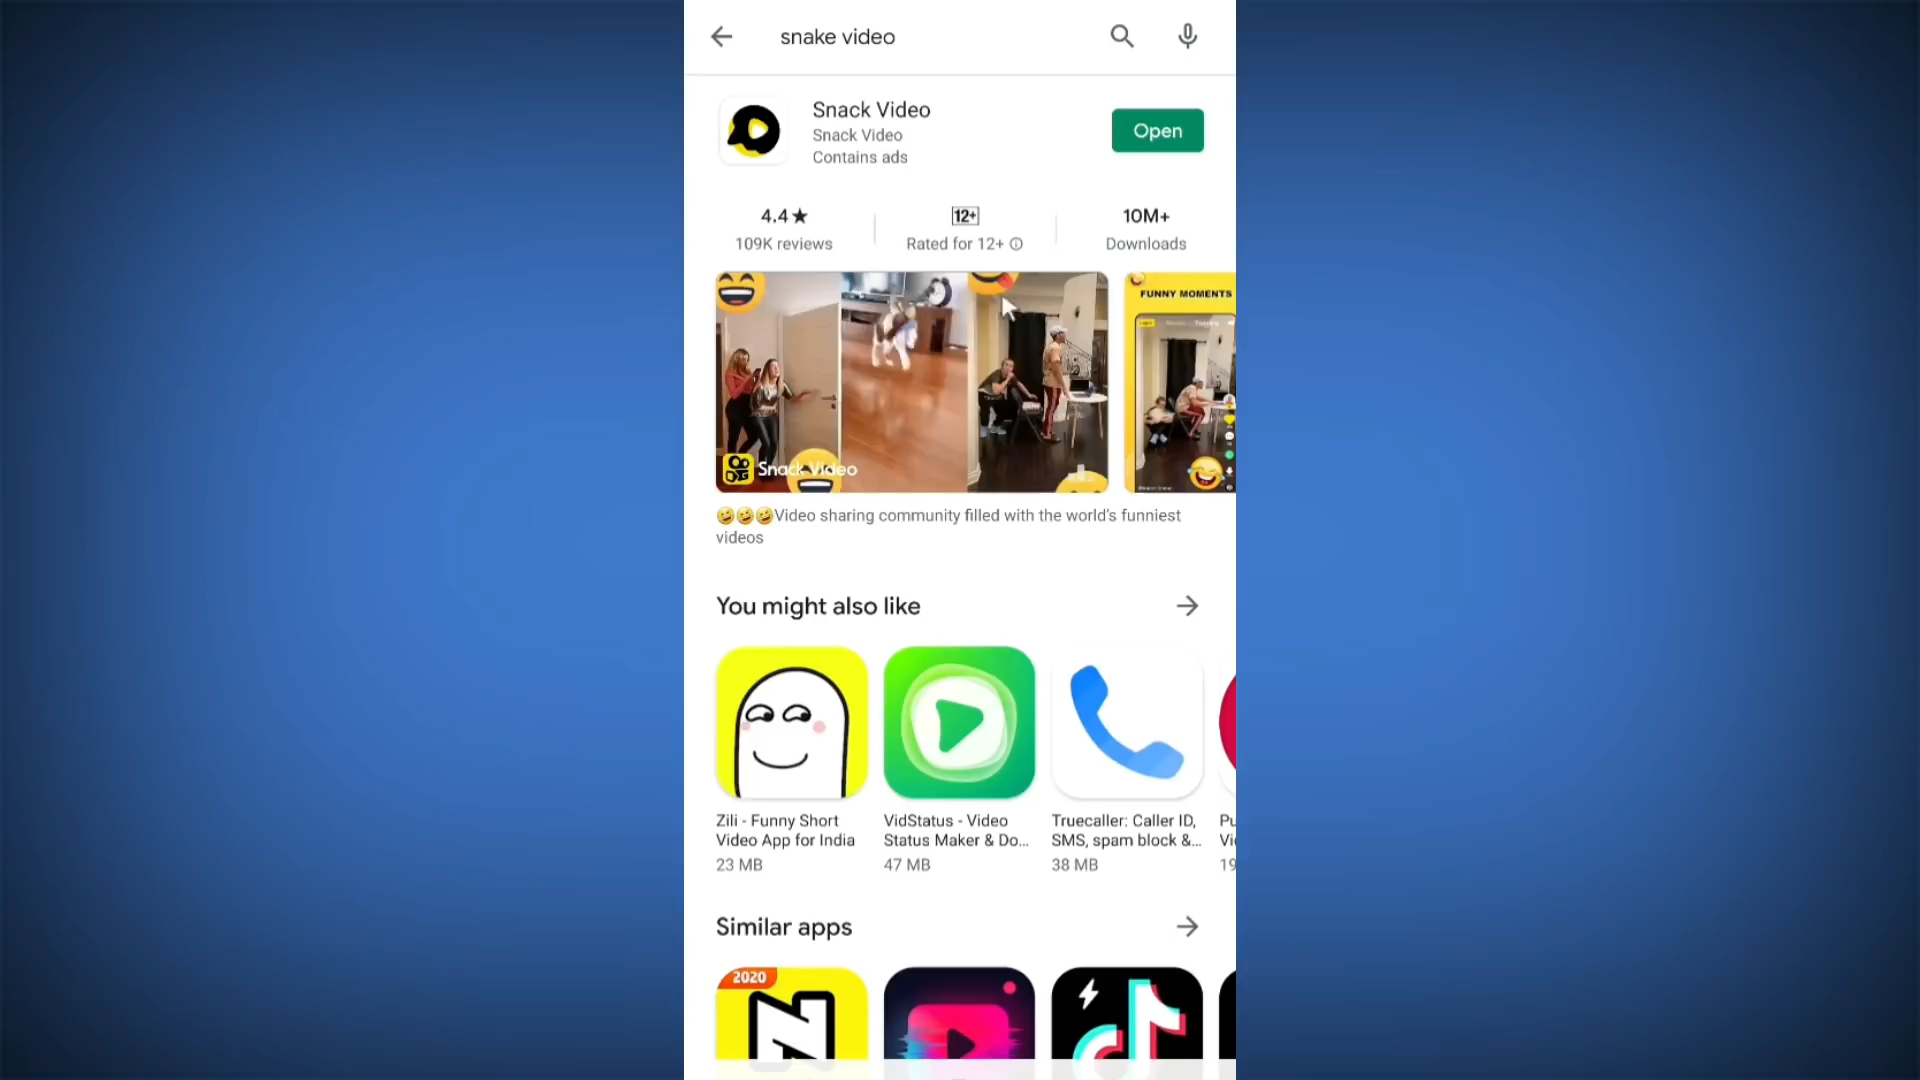 snake video
Snack Video
Snack Video
Contains ads
Open
4.4★
109K reviews
12+
Rated for 12+
10M+
Downloads
FUNNY MOMENTS
Snack Video
🤣🤣🤣Video sharing community filled with the world's funniest
videos
You might also like
Zili - Funny Short
Video App for India
23 MB
VidStatus - Video
Status Maker & Do...
47 MB
Truecaller: Caller ID,
SMS, spam block &...
38 MB
Similar apps
2020